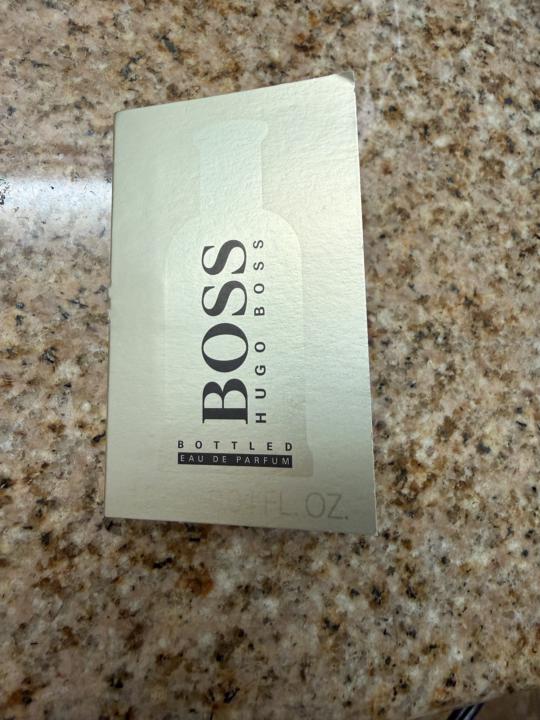 BOSS
HUGO BOSS
BOTTLED
EAU DE PARFUM
FL. OZ.